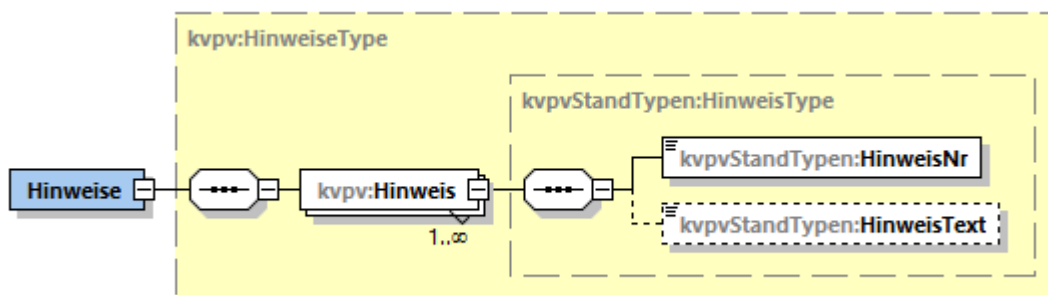 kvpv:HinweiseType
kvpvStandTypen:HinweisType
kvpvStandTypen:HinweisNr
Hinweise
kvpv:Hinweis
1..∞
kvpvStandTypen:HinweisText